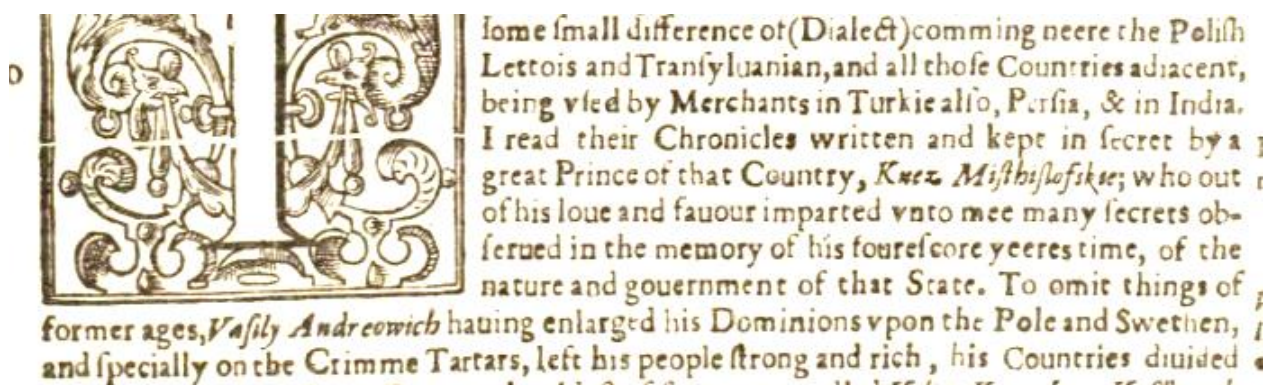 ſome ſmall difference of (Dialect) comming neere the Poliſh
Lettois and Tranſyluanian, and all thoſe Countries adiacent,
being vſed by Merchants in Turkie alſo, Perſia, & in India.
I read their Chronicles written and kept in ſecret by a
great Prince of that Country, Knez Miſthiſlofskie; who out
of his loue and fauour imparted vnto mee many ſecrets ob-
ſerued in the memory of his foureſcore yeeres time, of the
nature and gouernment of that State. To omit things of
former ages, Vaſily Andreowich hauing enlarged his Dominions vpon the Pole and Swethen,
and ſpecially on the Crimme Tartars, left his people ſtrong and rich, his Countries diuided